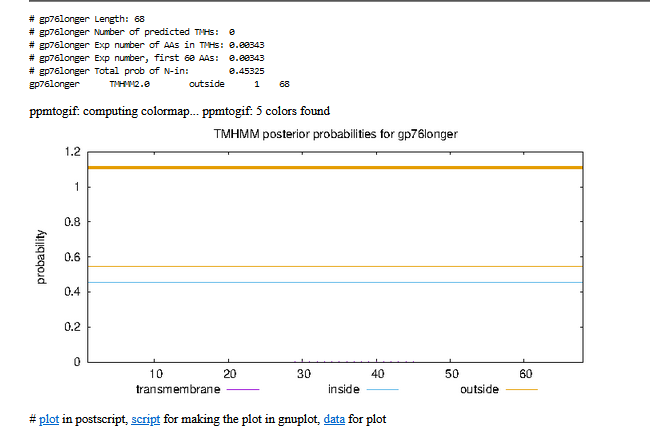 # gp76longer Length: 68
# gp76longer Number of predicted TMHs: 0
# gp76longer Exp number of AAs in TMHs: 0.00343
# gp76longer Exp number, first 60 AAs: 0.00343
# gp76longer Total prob of N-in: 0.45325
gp76longer TMHMM2.0 outside 1 68
ppmtogif: computing colormap... ppmtogif: 5 colors found
TMHMM posterior probabilities for gp76longer
1.2
1
0.8
0.6
0.4
0.2
0
probability
10 20 30 40 50 60
transmembrane inside outside
# plot in postscript, script for making the plot in gnuplot, data for plot